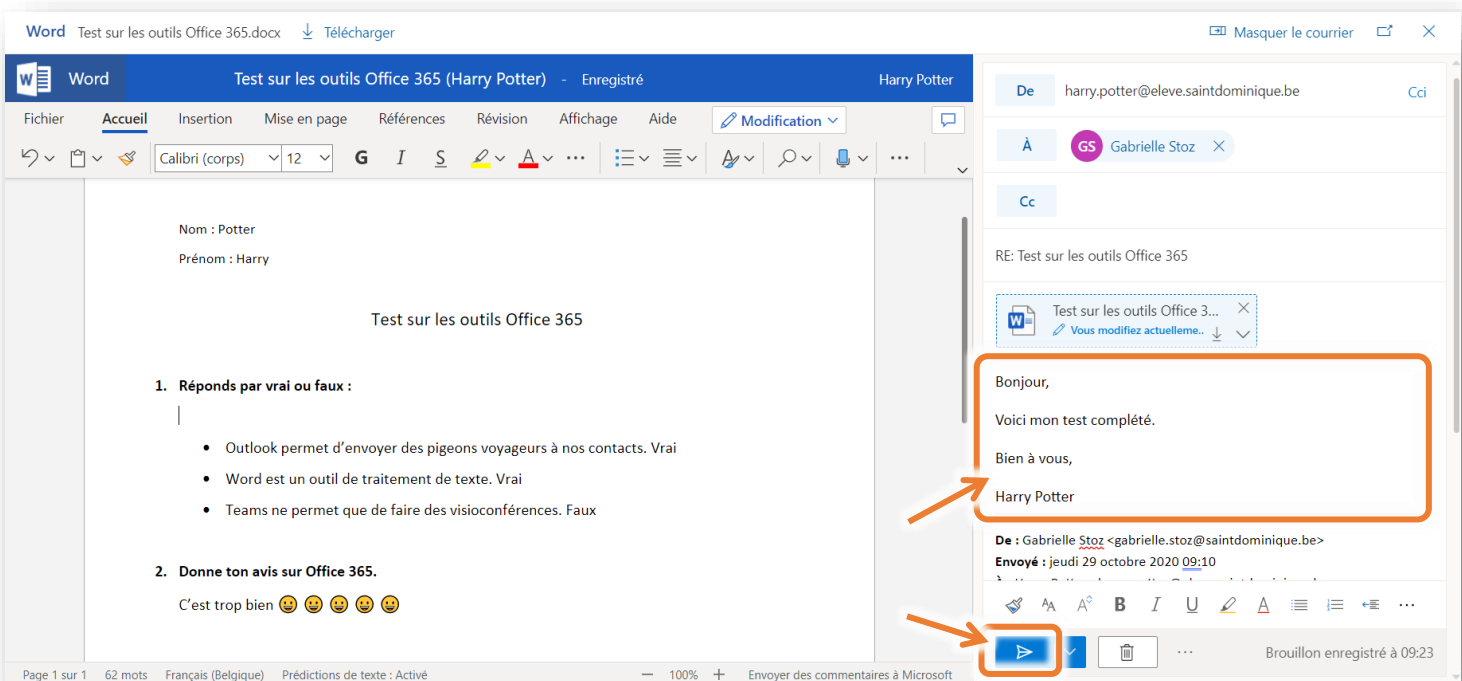 Word Test sur les outils Office 365.docx Télécharger Masquer le courrier
Word Test sur les outils Office 365 (Harry Potter) - Enregistré Harry Potter
Fichier Accueil Insertion Mise en page Références Révision Affichage Aide Modification
Calibri (corps) 12 G I S
Nom : Potter
Prénom : Harry
Test sur les outils Office 365
1. Réponds par vrai ou faux :
• Outlook permet d'envoyer des pigeons voyageurs à nos contacts. Vrai
• Word est un outil de traitement de texte. Vrai
• Teams ne permet que de faire des visioconférences. Faux
2. Donne ton avis sur Office 365.
C'est trop bien 😀 😀 😀 😀 😀
Page 1 sur 1 62 mots Français (Belgique) Prédictions de texte : Activé 100% Envoyer des commentaires à Microsoft
De harry.potter@eleve.saintdominique.be Cci
À GS Gabrielle Stoz
Cc
RE: Test sur les outils Office 365
Test sur les outils Office 3...
Vous modifiez actuelleme..
Bonjour,
Voici mon test complété.
Bien à vous,
Harry Potter
De : Gabrielle Stoz <gabrielle.stoz@saintdominique.be>
Envoyé : jeudi 29 octobre 2020 09:10
B I U A
Brouillon enregistré à 09:23